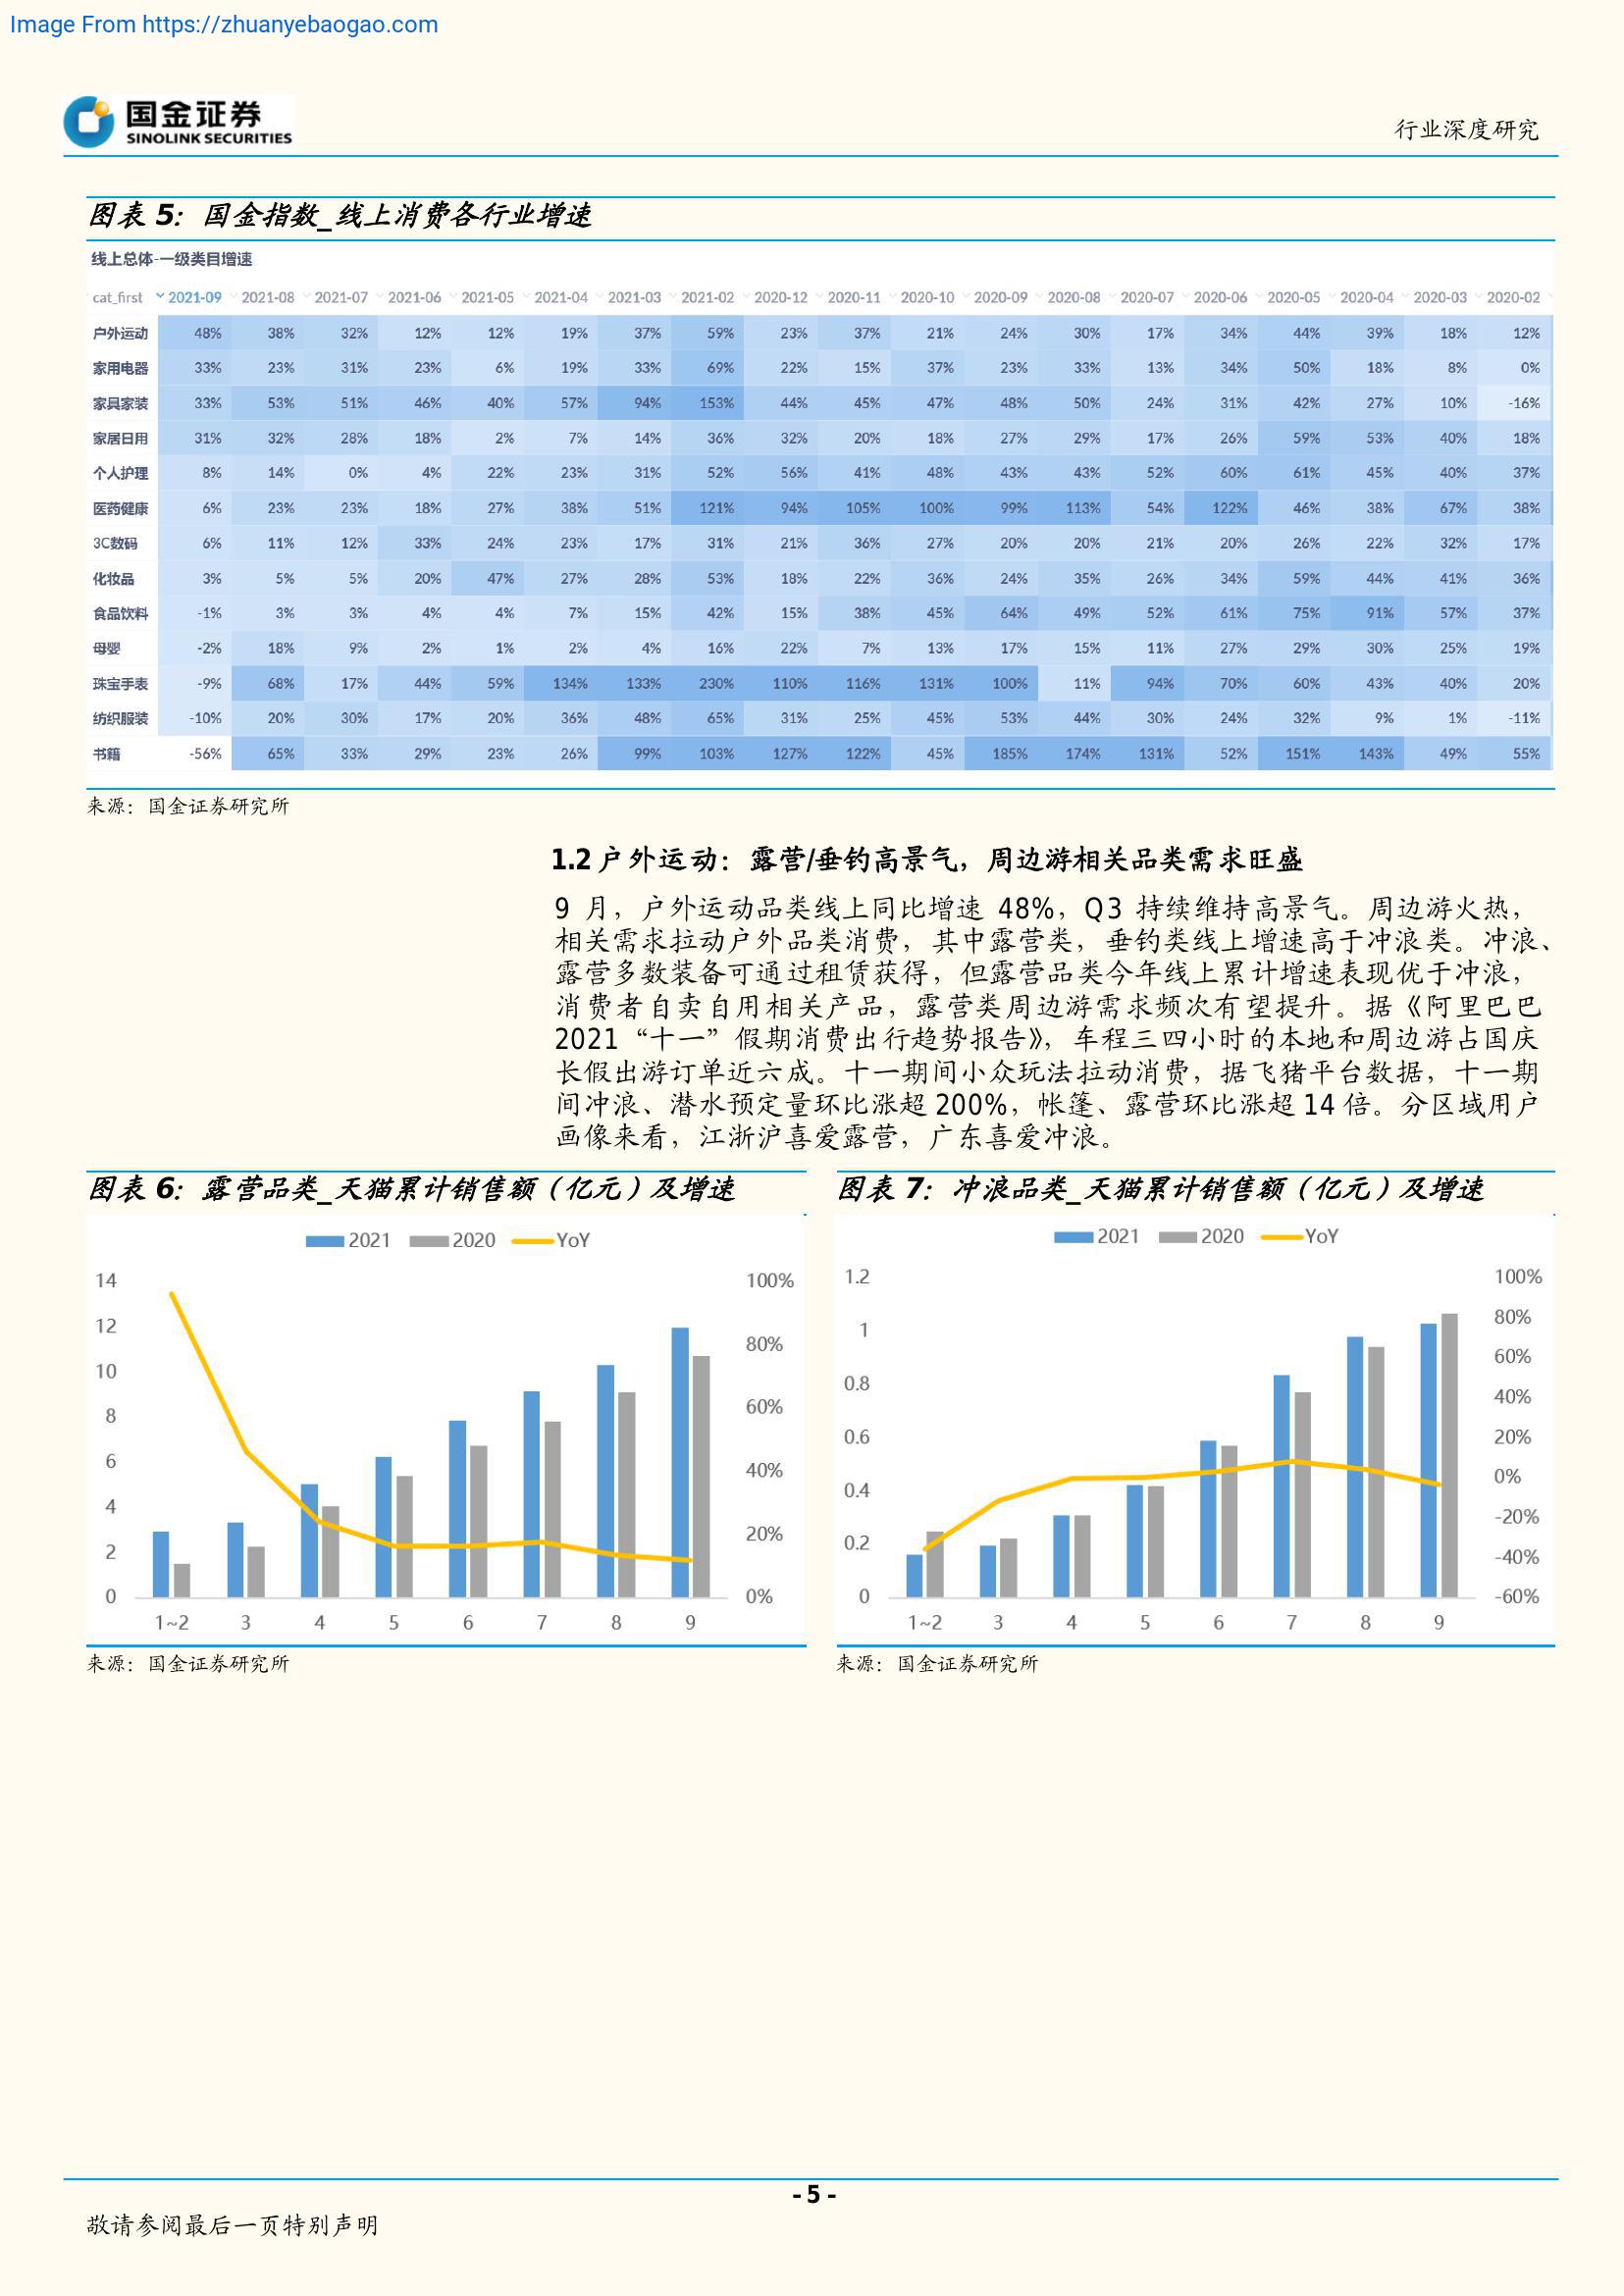 Image From https://zhuanyebaogao.com
国金证券
SINOLINK SECURITIES
行业深度研究
图表 5：国金指数_线上消费各行业增速
线上总体-一级类目增速
cat_first 2021-09 2021-08 2021-07 2021-06 2021-05 2021-04 2021-03 2021-02 2020-12 2020-11 2020-10 2020-09 2020-08 2020-07 2020-06 2020-05 2020-04 2020-03 2020-02
户外运动 48% 38% 32% 12% 12% 19% 37% 59% 23% 37% 21% 24% 30% 17% 34% 44% 39% 18% 12%
家用电器 33% 23% 31% 23% 6% 19% 33% 69% 22% 15% 37% 23% 33% 13% 34% 50% 18% 8% 0%
家具家装 33% 53% 51% 46% 40% 57% 94% 153% 44% 45% 47% 48% 50% 24% 31% 42% 27% 10% -16%
家居日用 31% 32% 28% 18% 2% 7% 14% 36% 32% 20% 18% 27% 29% 17% 26% 59% 53% 40% 18%
个人护理 8% 14% 0% 4% 22% 23% 31% 52% 56% 41% 48% 43% 43% 52% 60% 61% 45% 40% 37%
医药健康 6% 23% 23% 18% 27% 38% 51% 121% 94% 105% 100% 99% 113% 54% 122% 46% 38% 67% 38%
3C数码 6% 11% 12% 33% 24% 23% 17% 31% 21% 36% 27% 20% 20% 21% 20% 26% 22% 32% 17%
化妆品 3% 5% 5% 20% 47% 27% 28% 53% 18% 22% 36% 24% 35% 26% 34% 59% 44% 41% 36%
食品饮料 -1% 3% 3% 4% 4% 7% 15% 42% 15% 38% 45% 64% 49% 52% 61% 75% 91% 57% 37%
母婴 -2% 18% 9% 2% 1% 2% 4% 16% 22% 7% 13% 17% 15% 11% 27% 29% 30% 25% 19%
珠宝手表 -9% 68% 17% 44% 59% 134% 133% 230% 110% 116% 131% 100% 11% 94% 70% 60% 43% 40% 20%
纺织服装 -10% 20% 30% 17% 20% 36% 48% 65% 31% 25% 45% 53% 44% 30% 24% 32% 9% 1% -11%
书籍 -56% 65% 33% 29% 23% 26% 99% 103% 127% 122% 45% 185% 174% 131% 52% 151% 143% 49% 55%
来源：国金证券研究所
1.2 户外运动：露营/垂钓高景气，周边游相关品类需求旺盛
9 月，户外运动品类线上同比增速 48%，Q3 持续维持高景气。周边游火热，
相关需求拉动户外品类消费，其中露营类，垂钓类线上增速高于冲浪类。冲浪、
露营多数装备可通过租赁获得，但露营品类今年线上累计增速表现优于冲浪，
消费者自卖自用相关产品，露营类周边游需求频次有望提升。据《阿里巴巴
2021 “十一” 假期消费出行趋势报告》，车程三四小时的本地和周边游占国庆
长假出游订单近六成。十一期间小众玩法拉动消费，据飞猪平台数据，十一期
间冲浪、潜水预定量环比涨超 200%，帐篷、露营环比涨超 14 倍。分区域用户
画像来看，江浙沪喜爱露营，广东喜爱冲浪。
图表 6：露营品类_天猫累计销售额（亿元）及增速
2021 2020 YoY
14
12
10
8
6
4
2
0
100%
80%
60%
40%
20%
0%
1~2 3 4 5 6 7 8 9
来源：国金证券研究所
图表 7：冲浪品类_天猫累计销售额（亿元）及增速
2021 2020 YoY
1.2
1
0.8
0.6
0.4
0.2
0
100%
80%
60%
40%
20%
0%
-20%
-40%
-60%
1~2 3 4 5 6 7 8 9
来源：国金证券研究所
- 5 -
敬请参阅最后一页特别声明